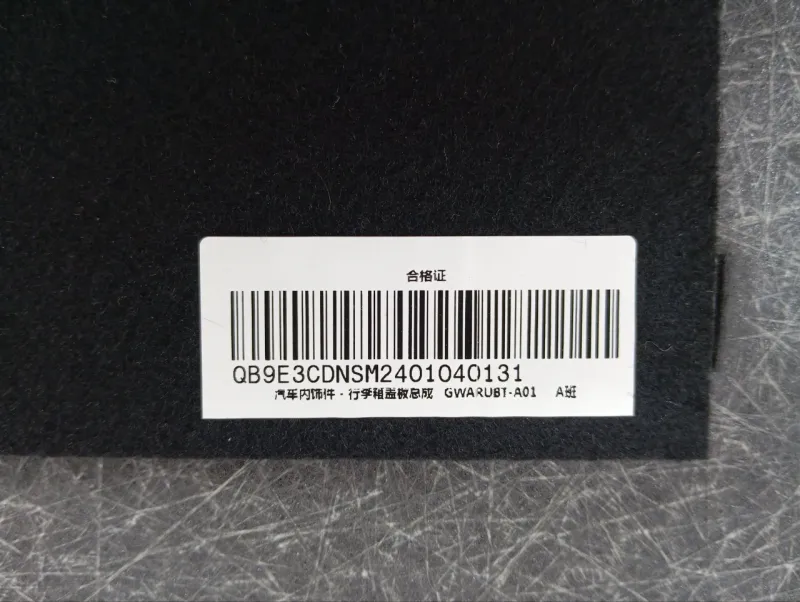 合格证
QB9E3CDNSM2401040131
汽车内饰件-行李箱盖板总成 GWARUBT-A01 A班